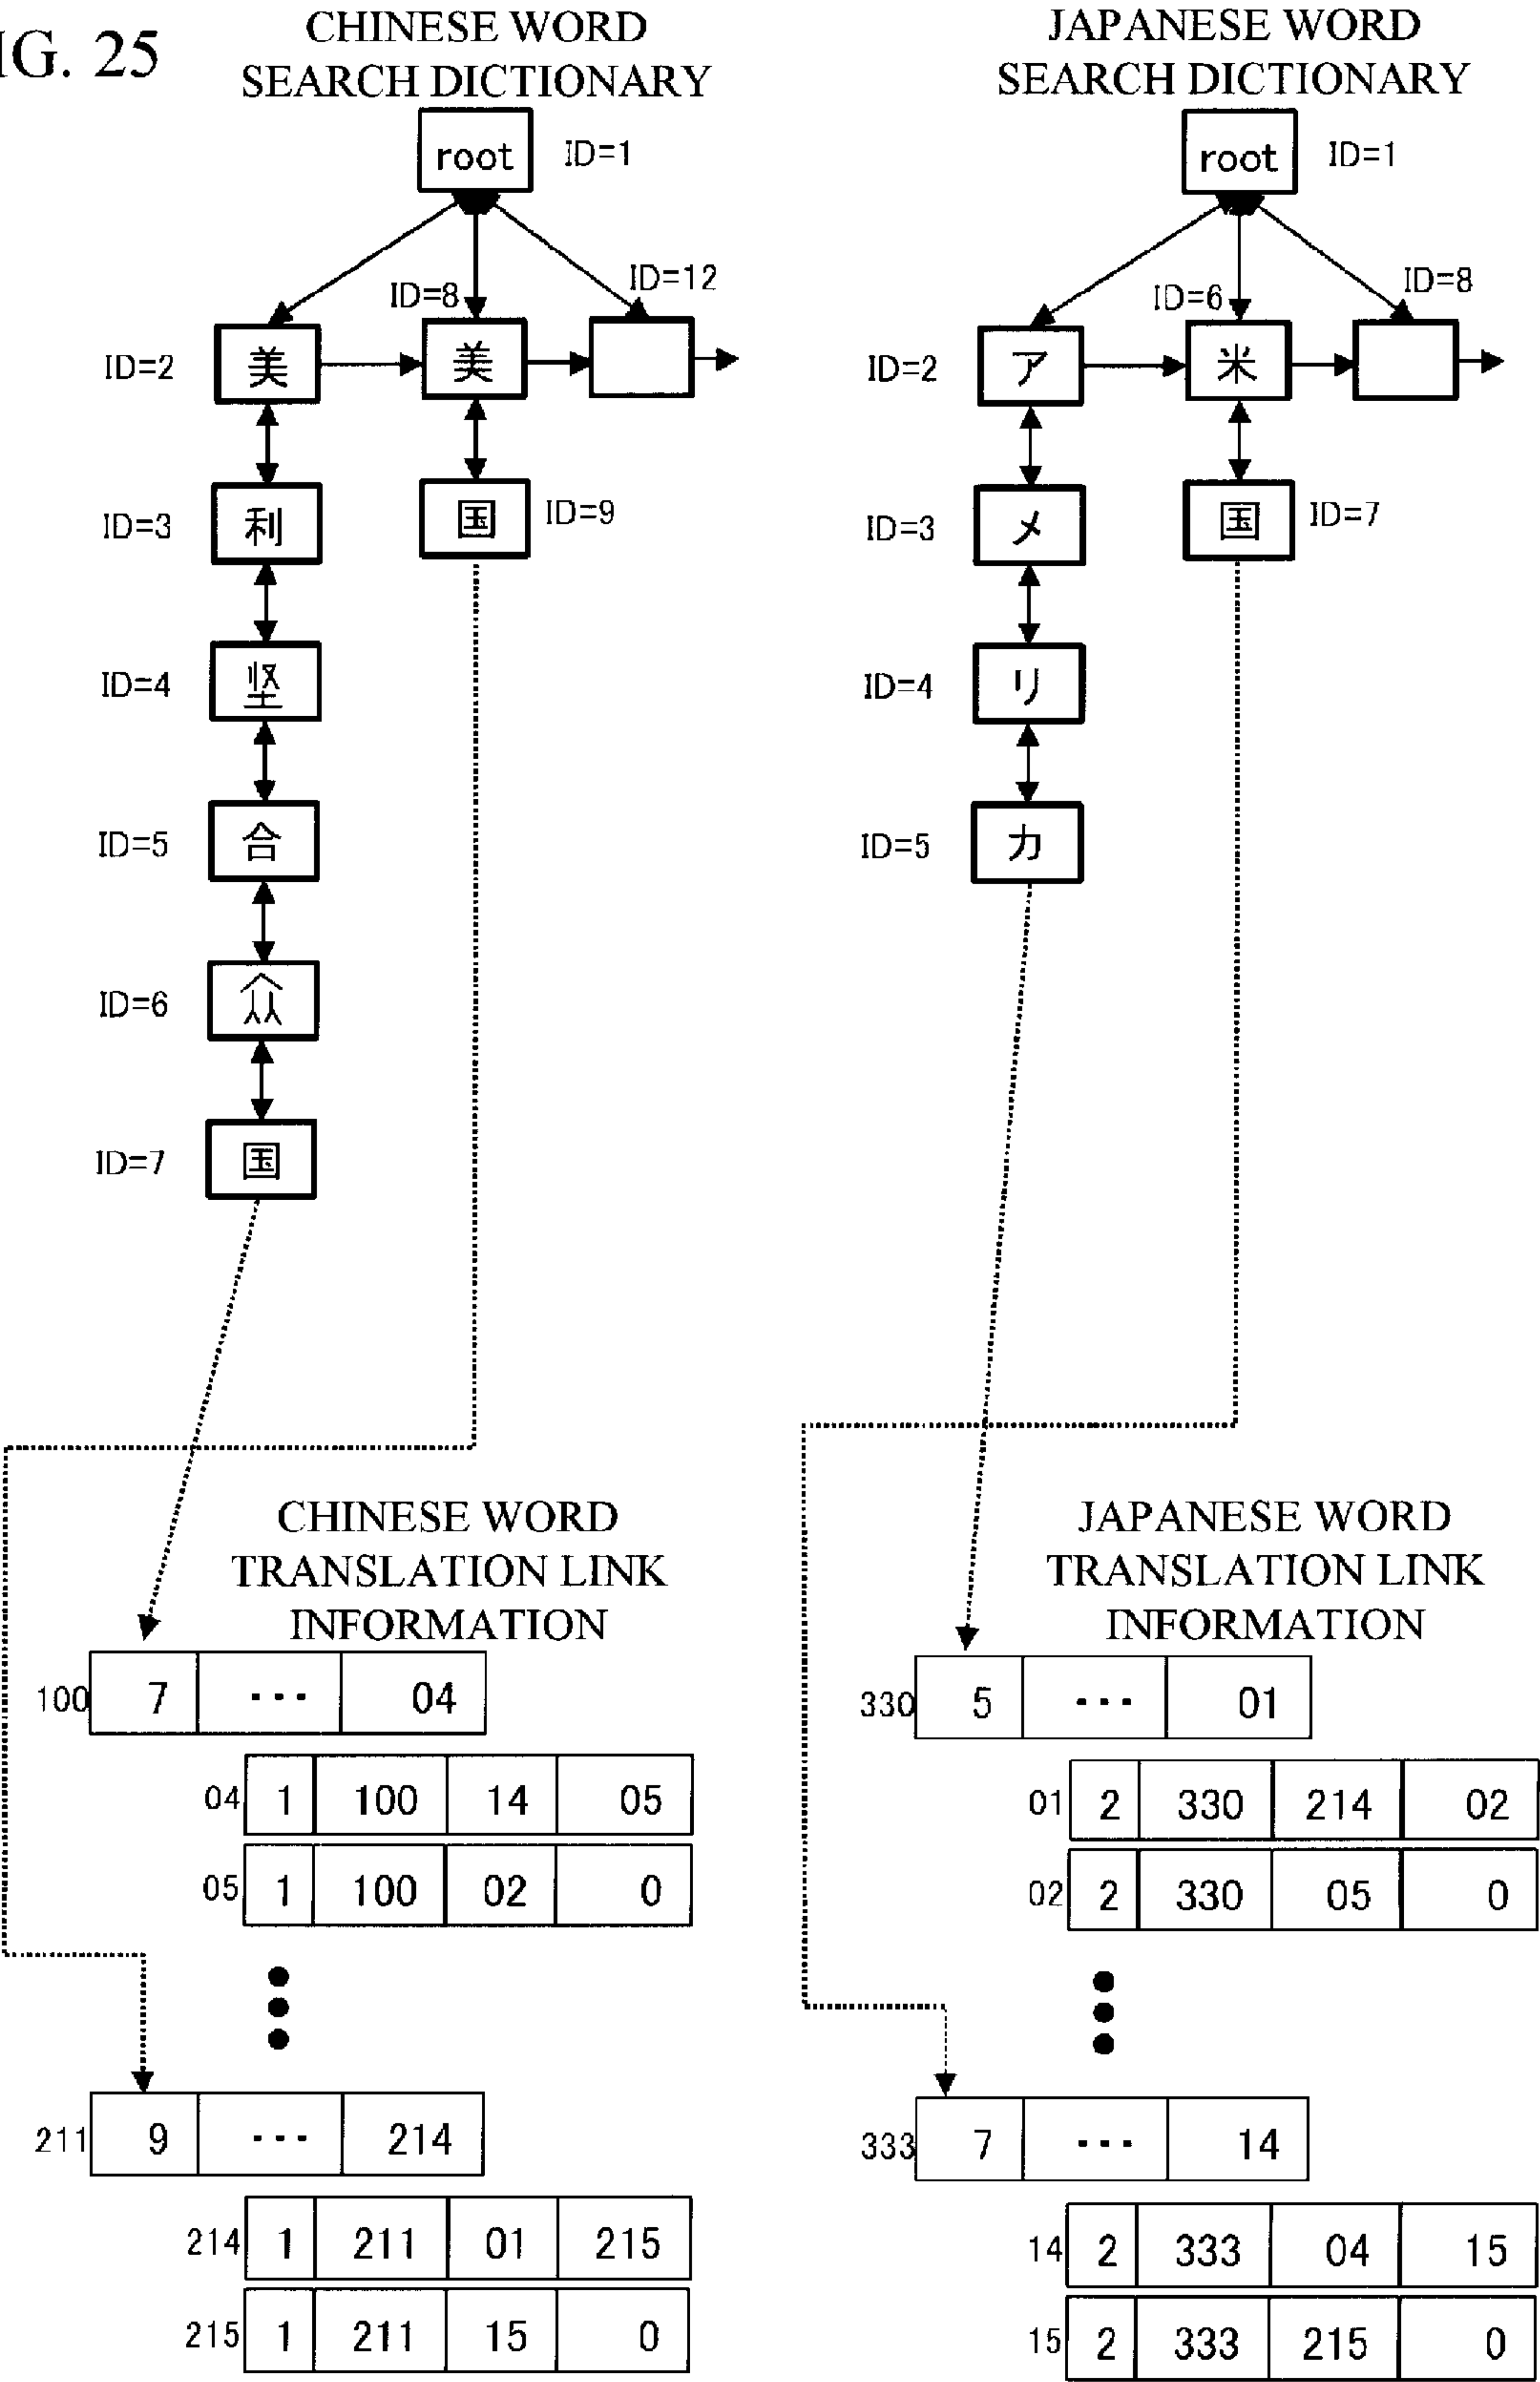 IG. 25
CHINESE WORD
SEARCH DICTIONARY
root ID=1
ID=8
ID=12
ID=2 美 美
ID=3 利 国 ID=9
ID=4 坚
ID=5 合
ID=6 众
ID=7 国
CHINESE WORD
TRANSLATION LINK
INFORMATION
100 7 ... 04
04 1 100 14 05
05 1 100 02 0
211 9 ... 214
214 1 211 01 215
215 1 211 15 0
JAPANESE WORD
SEARCH DICTIONARY
root ID=1
ID=6
ID=8
ID=2 ア 米
ID=3 メ 国 ID=7
ID=4 リ
ID=5 カ
JAPANESE WORD
TRANSLATION LINK
INFORMATION
330 5 ... 01
01 2 330 214 02
02 2 330 05 0
333 7 ... 14
14 2 333 04 15
15 2 333 215 0